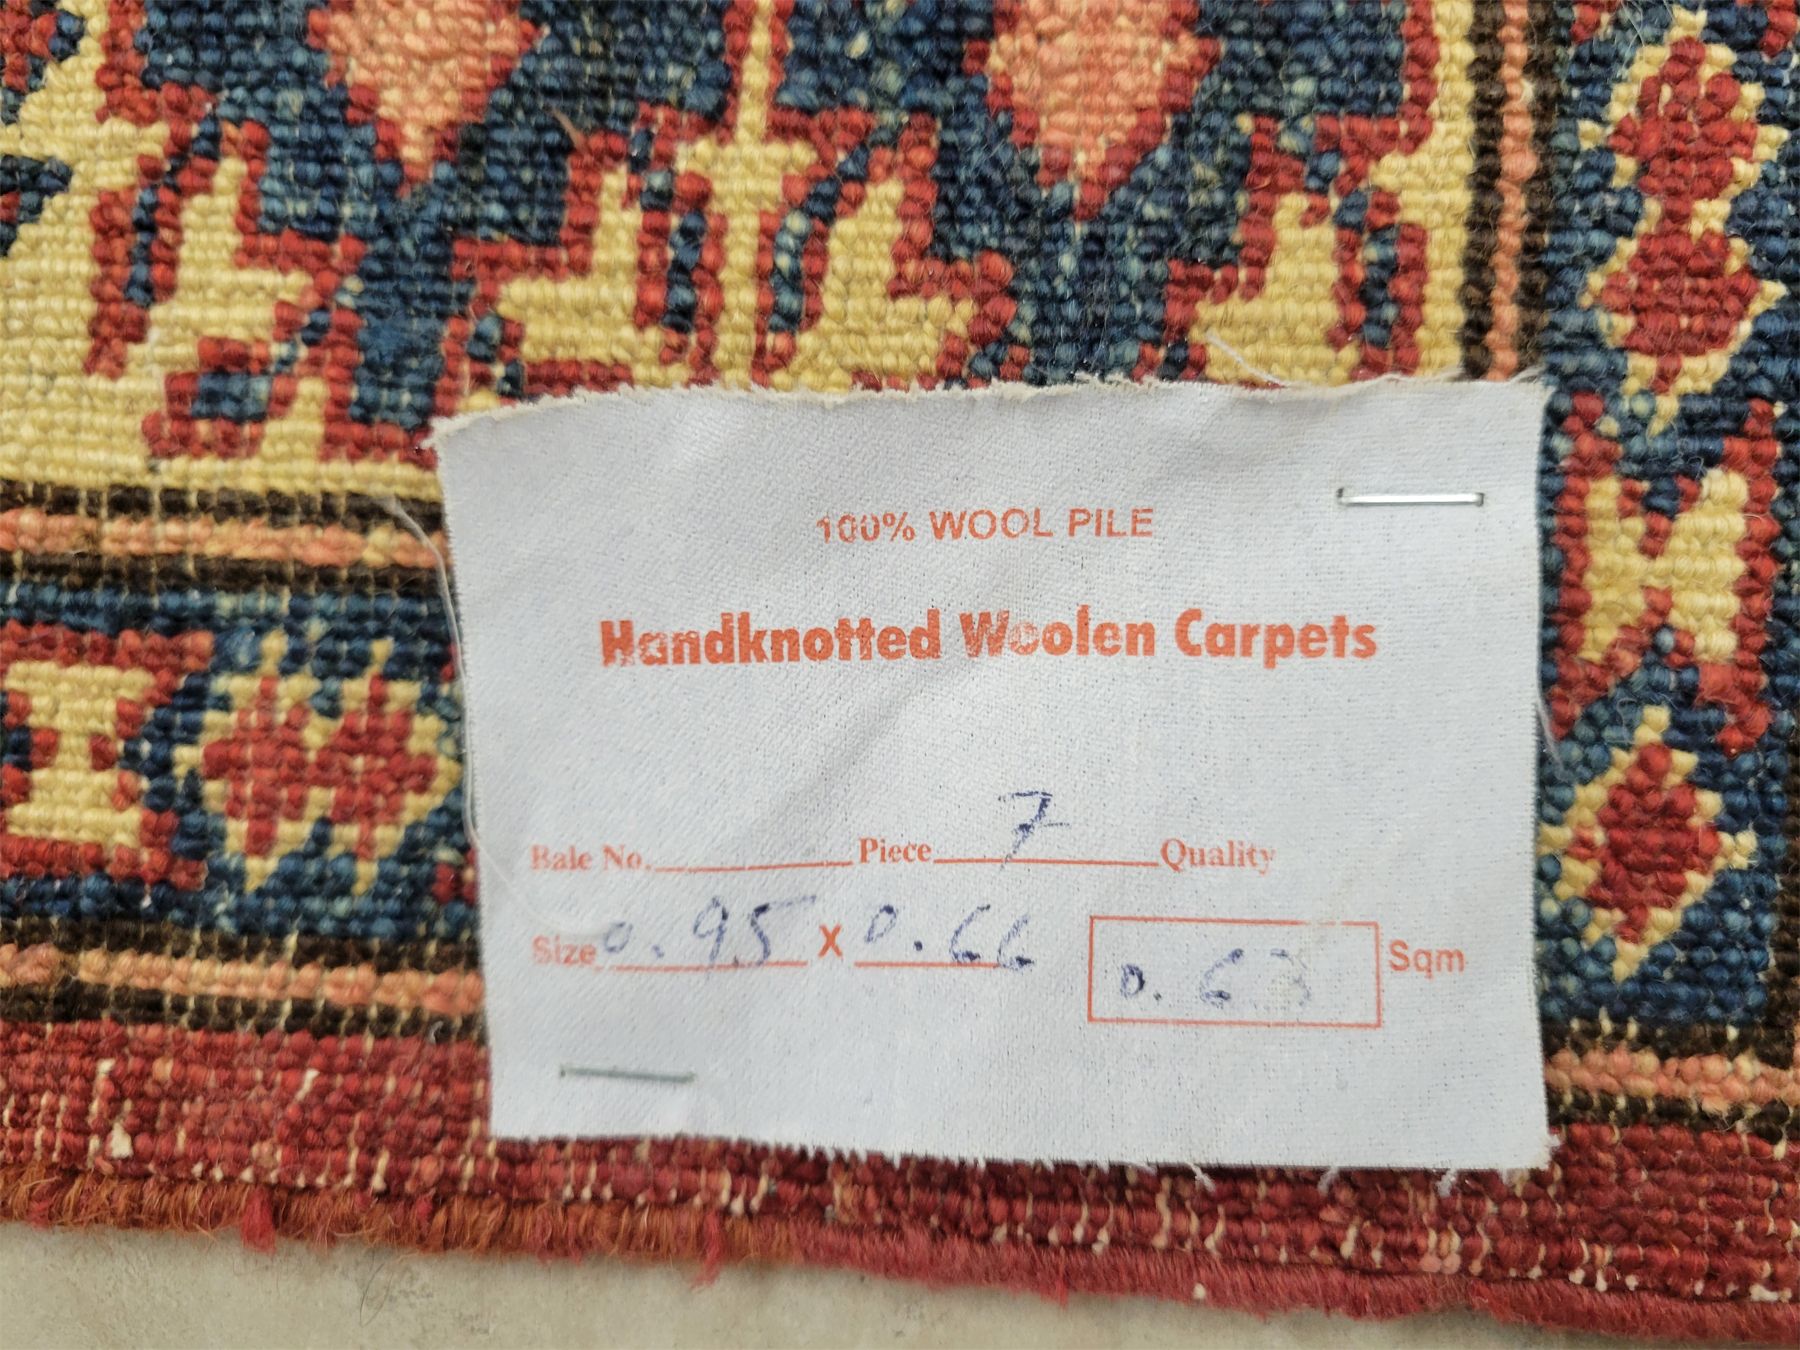 100% WOOL PILE
Handknotted Woolen Carpets
Bale No. Piece 7 Quality
Size 0.95 X 0.66 0.63 Sqm